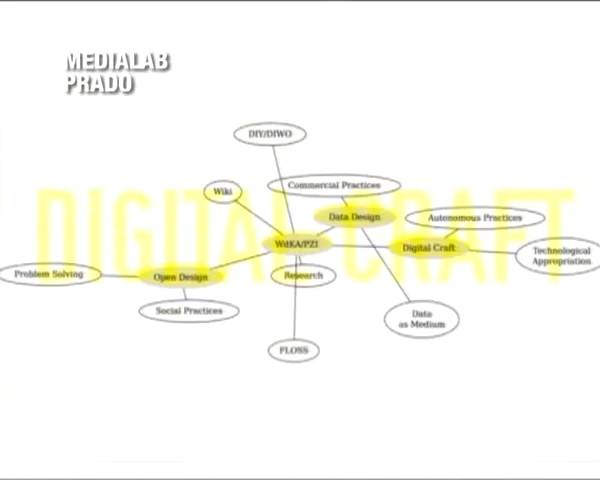 MEDIALAB
PRADO
DIGITAL CRAFT
DIY/DIWO
Wiki
Commercial Practices
Data Design
Autonomous Practices
WdKA/PZI
Digital Craft
Technological
Appropriation
Problem Solving
Open Design
Research
Social Practices
Data
as Medium
FLOSS